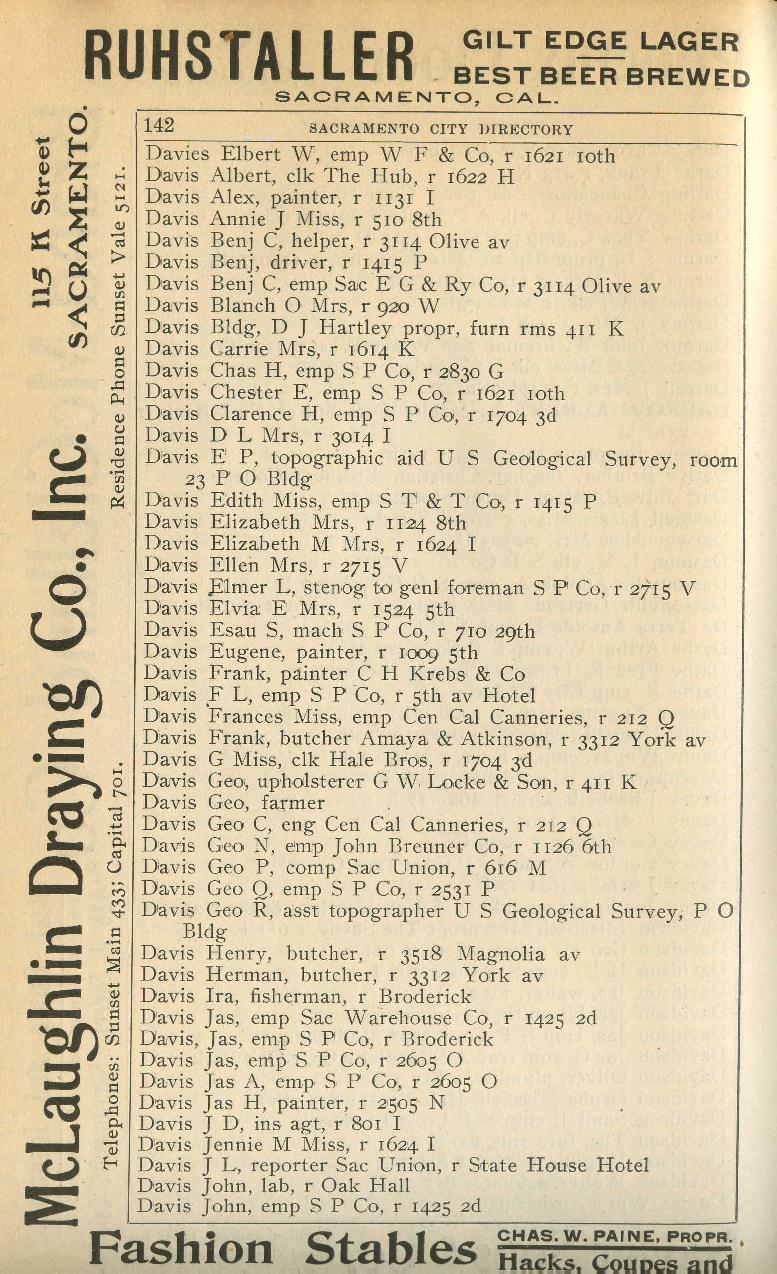 RUHSTALLER
GILT EDGE LAGER
BEST BEER BREWED
SACRAMENTO, CAL.
McLaughlin Draying Co., Inc.
115 K Street
SACRAMENTO.
Telephones: Sunset Main 433; Capital 701.
Residence Phone Sunset Vale 5121.
142 SACRAMENTO CITY DIRECTORY
Davies Elbert W, emp W F & Co, r 1621 10th
Davis Albert, clk The Hub, r 1622 H
Davis Alex, painter, r 1131 I
Davis Annie J Miss, r 510 8th
Davis Benj C, helper, r 3114 Olive av
Davis Benj, driver, r 1415 P
Davis Benj C, emp Sac E G & Ry Co, r 3114 Olive av
Davis Blanch O Mrs, r 920 W
Davis Bldg, D J Hartley propr, furn rms 411 K
Davis Carrie Mrs, r 1614 K
Davis Chas H, emp S P Co, r 2830 G
Davis Chester E, emp S P Co, r 1621 10th
Davis Clarence H, emp S P Co, r 1704 3d
Davis D L Mrs, r 3014 I
Davis E P, topographic aid U S Geological Survey, room
23 P O Bldg
Davis Edith Miss, emp S T & T Co, r 1415 P
Davis Elizabeth Mrs, r 1124 8th
Davis Elizabeth M Mrs, r 1624 I
Davis Ellen Mrs, r 2715 V
Davis Elmer L, stenog to genl foreman S P Co, r 2715 V
Davis Elvia E Mrs, r 1524 5th
Davis Esau S, mach S P Co, r 710 29th
Davis Eugene, painter, r 1009 5th
Davis Frank, painter C H Krebs & Co
Davis F L, emp S P Co, r 5th av Hotel
Davis Frances Miss, emp Cen Cal Canneries, r 212 Q
Davis Frank, butcher Amaya & Atkinson, r 3312 York av
Davis G Miss, clk Hale Bros, r 1704 3d
Davis Geo, upholsterer G W Locke & Son, r 411 K
Davis Geo, farmer
Davis Geo C, eng Cen Cal Canneries, r 212 Q
Davis Geo N, emp John Breuner Co, r 1126 6th
Davis Geo P, comp Sac Union, r 616 M
Davis Geo Q, emp S P Co, r 2531 P
Davis Geo R, asst topographer U S Geological Survey, P O
Bldg
Davis Henry, butcher, r 3518 Magnolia av
Davis Herman, butcher, r 3312 York av
Davis Ira, fisherman, r Broderick
Davis Jas, emp Sac Warehouse Co, r 1425 2d
Davis, Jas, emp S P Co, r Broderick
Davis Jas, emp S P Co, r 2605 O
Davis Jas A, emp S P Co, r 2605 O
Davis Jas H, painter, r 2505 N
Davis J D, ins agt, r 801 I
Davis Jennie M Miss, r 1624 I
Davis J L, reporter Sac Union, r State House Hotel
Davis John, lab, r Oak Hall
Davis John, emp S P Co, r 1425 2d
Fashion Stables
CHAS. W. PAINE, PROPR.
Hacks, Coupes and